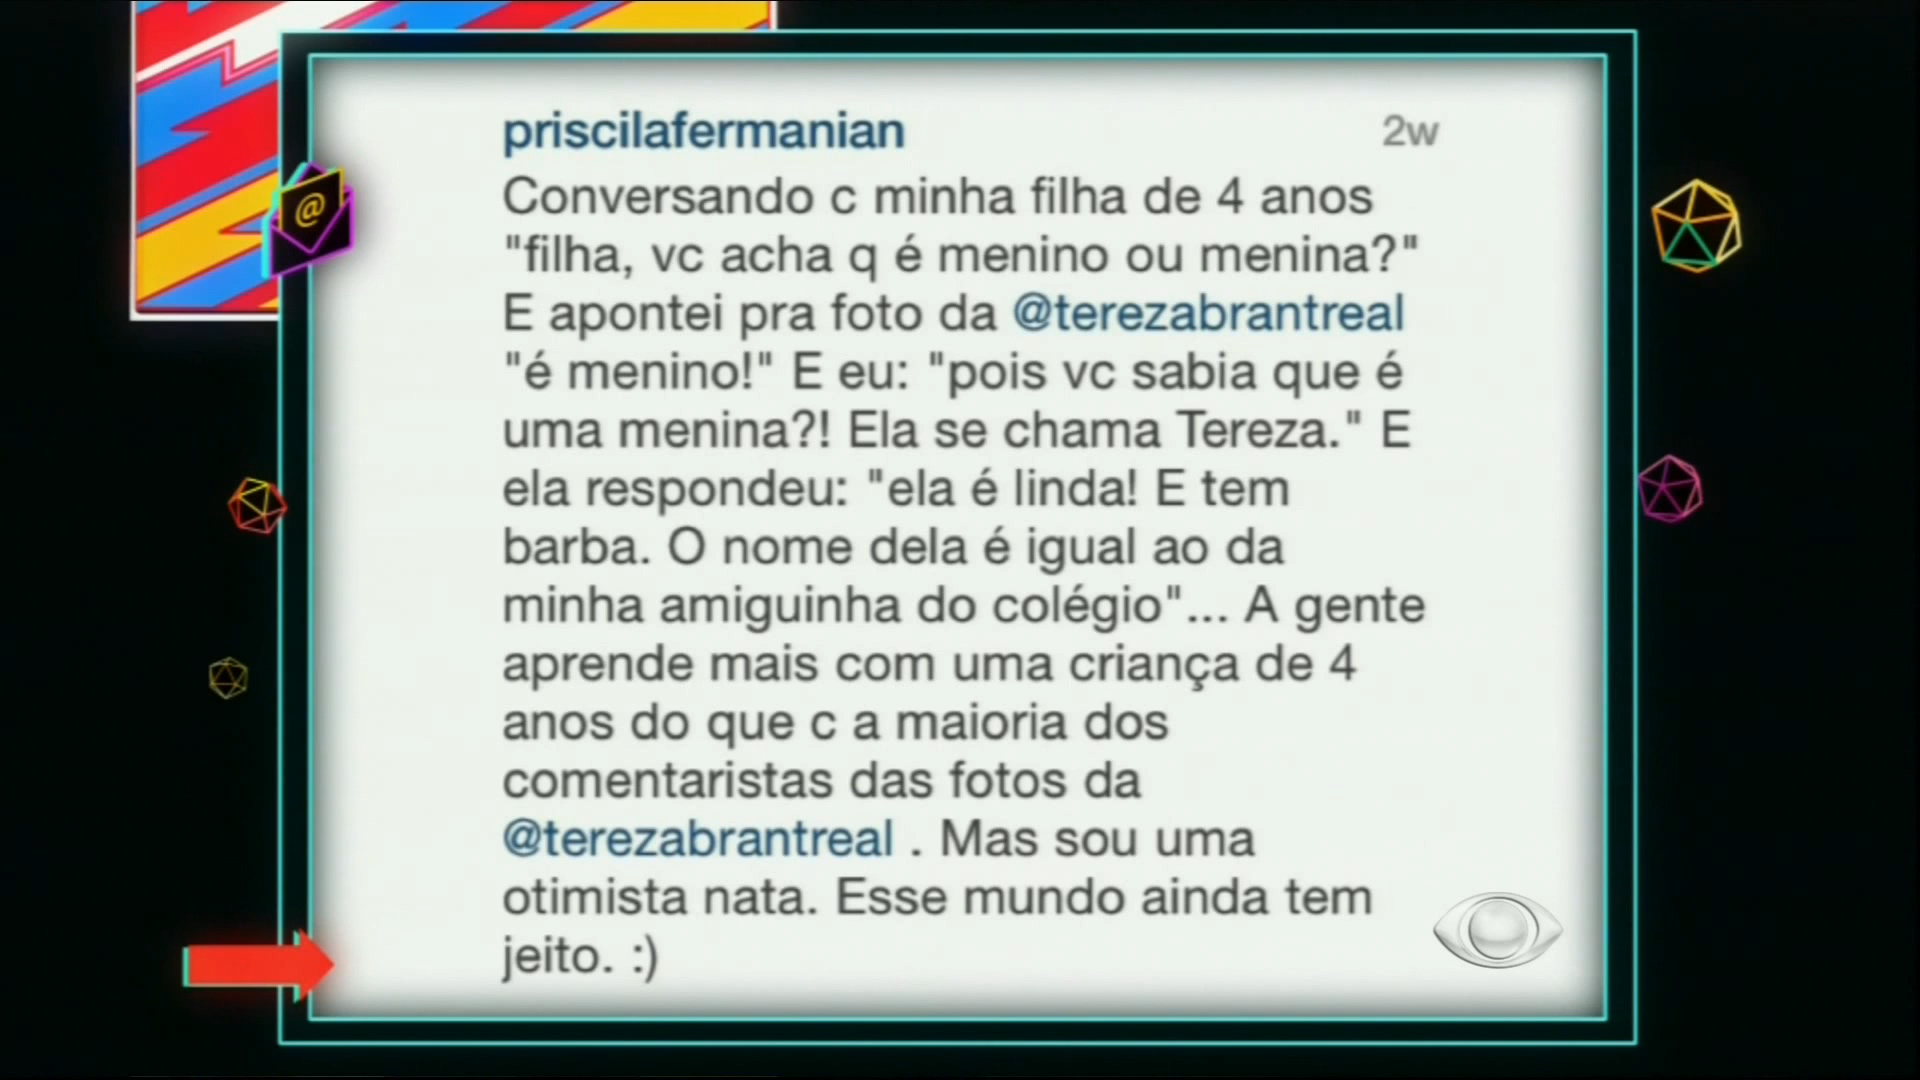 priscilafermanian 2w
Conversando c minha filha de 4 anos
"filha, vc acha q é menino ou menina?"
E apontei pra foto da @terezabrantreal
"é menino!" E eu: "pois vc sabia que é
uma menina?! Ela se chama Tereza." E
ela respondeu: "ela é linda! E tem
barba. O nome dela é igual ao da
minha amiguinha do colégio"... A gente
aprende mais com uma criança de 4
anos do que c a maioria dos
comentaristas das fotos da
@terezabrantreal . Mas sou uma
otimista nata. Esse mundo ainda tem
jeito. :)
@